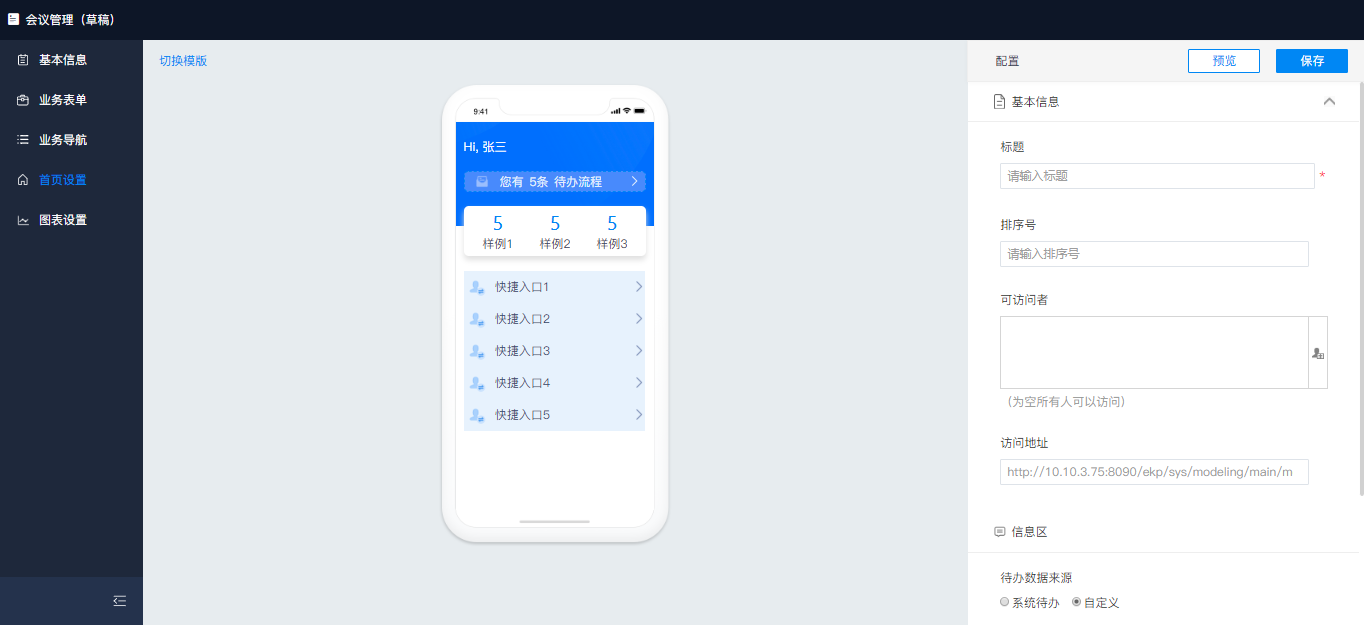 会议管理（草稿）
基本信息
业务表单
业务导航
首页设置
图表设置
切换模版
9:41
Hi, 张三
您有 5条 待办流程
5 5 5
样例1 样例2 样例3
快捷入口1
快捷入口2
快捷入口3
快捷入口4
快捷入口5
配置 预览 保存
基本信息
标题
请输入标题 *
排序号
请输入排序号
可访问者
（为空所有人可以访问）
访问地址
http://10.10.3.75:8090/ekp/sys/modeling/main/m
信息区
待办数据来源
系统待办 自定义